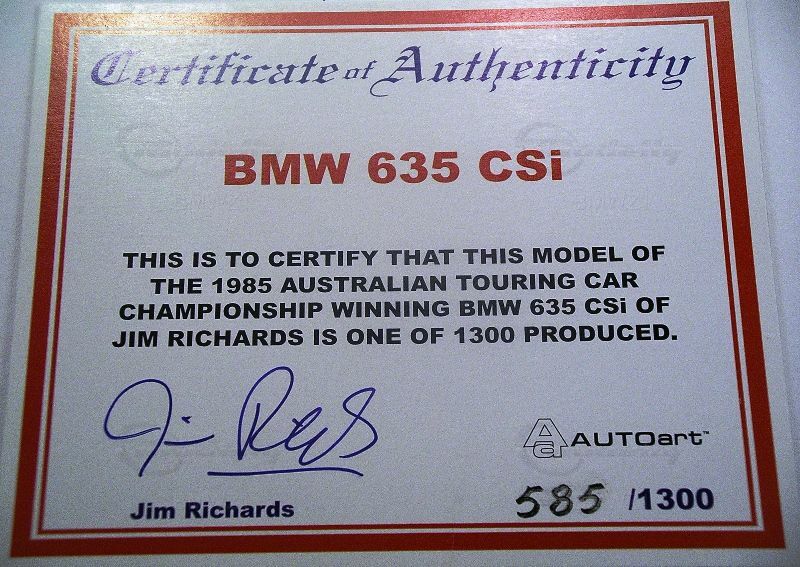 Certificate of Authenticity
BMW 635 CSi
THIS IS TO CERTIFY THAT THIS MODEL OF
THE 1985 AUSTRALIAN TOURING CAR
CHAMPIONSHIP WINNING BMW 635 CSi OF
JIM RICHARDS IS ONE OF 1300 PRODUCED.
AUTOart™
Jim Richards
585 /1300